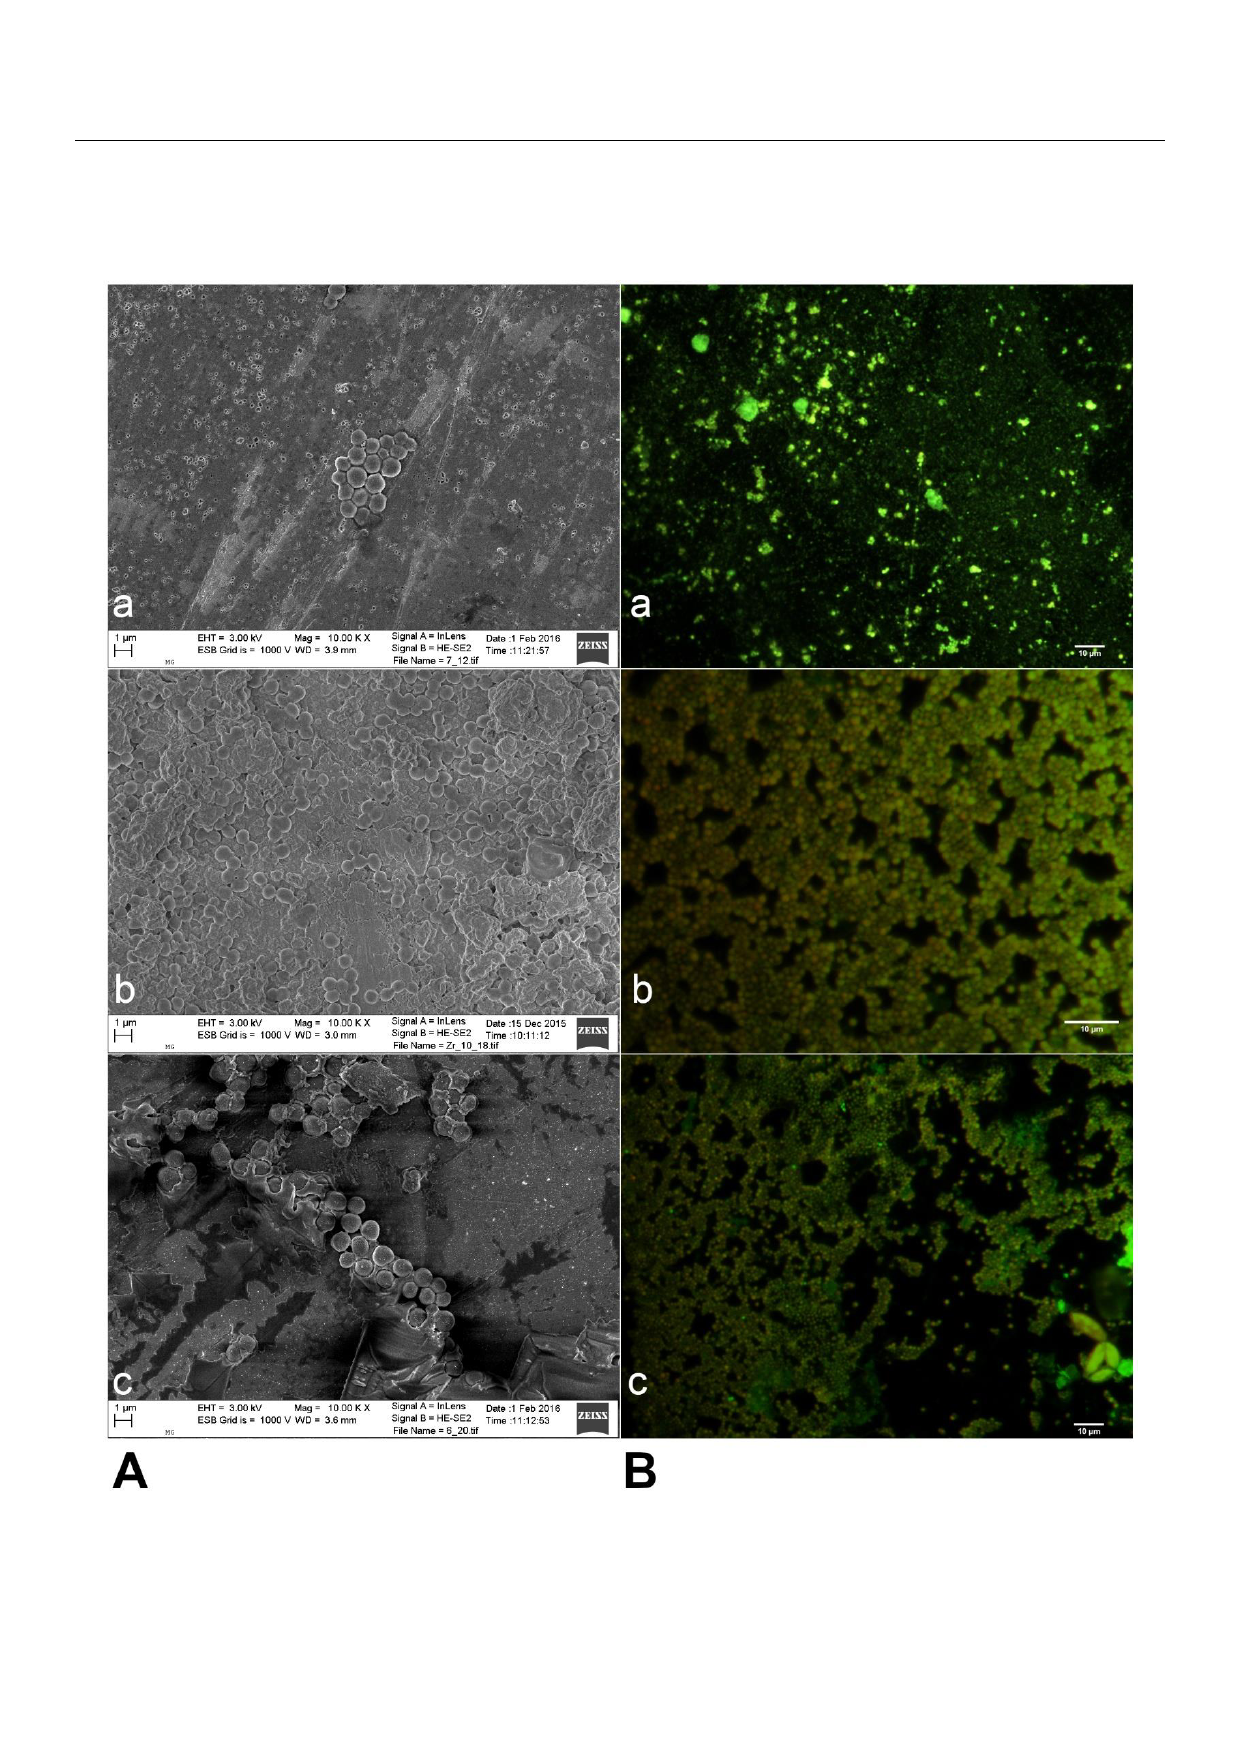 a
1 µm
EHT = 3.00 kV Mag = 10.00 K X Signal A = InLens Date :1 Feb 2016
ESB Grid is = 1000 V WD = 3.9 mm Signal B = HE-SE2 Time :11:21:57
MG File Name = 7_12.tif
ZEISS
a
10 µm
b
1 µm
EHT = 3.00 kV Mag = 10.00 K X Signal A = InLens Date :15 Dec 2015
ESB Grid is = 1000 V WD = 3.0 mm Signal B = HE-SE2 Time :10:11:12
MG File Name = Zr_10_18.tif
ZEISS
b
10 µm
c
1 µm
EHT = 3.00 kV Mag = 10.00 K X Signal A = InLens Date :1 Feb 2016
ESB Grid is = 1000 V WD = 3.6 mm Signal B = HE-SE2 Time :11:12:53
MG File Name = 6_20.tif
ZEISS
c
10 µm
A
B